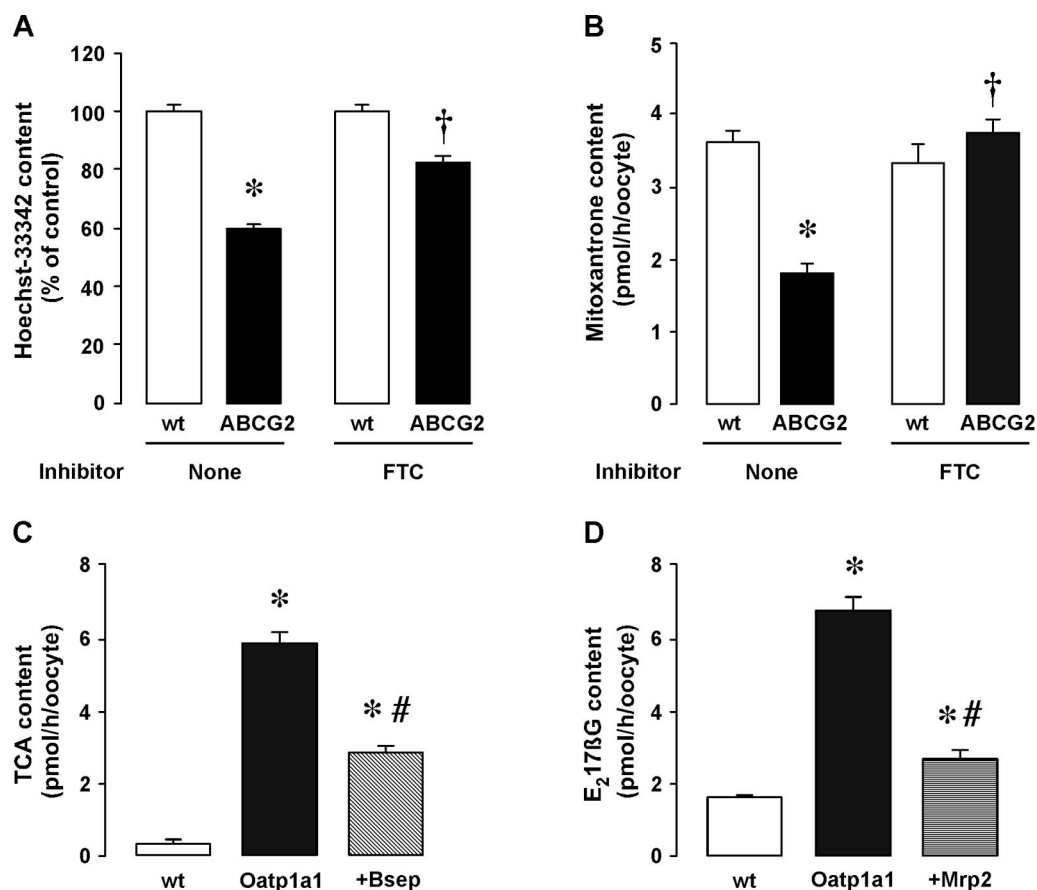 A
Hoechst-33342 content
(% of control)
120
100
80
60
40
20
0
*
†
wt ABCG2 wt ABCG2
Inhibitor None FTC
B
Mitoxantrone content
(pmol/h/oocyte)
5
4
3
2
1
0
*
†
wt ABCG2 wt ABCG2
Inhibitor None FTC
C
TCA content
(pmol/h/oocyte)
8
6
4
2
0
*
* #
wt Oatp1a1 +Bsep
D
E₂17ßG content
(pmol/h/oocyte)
8
6
4
2
0
*
* #
wt Oatp1a1 +Mrp2